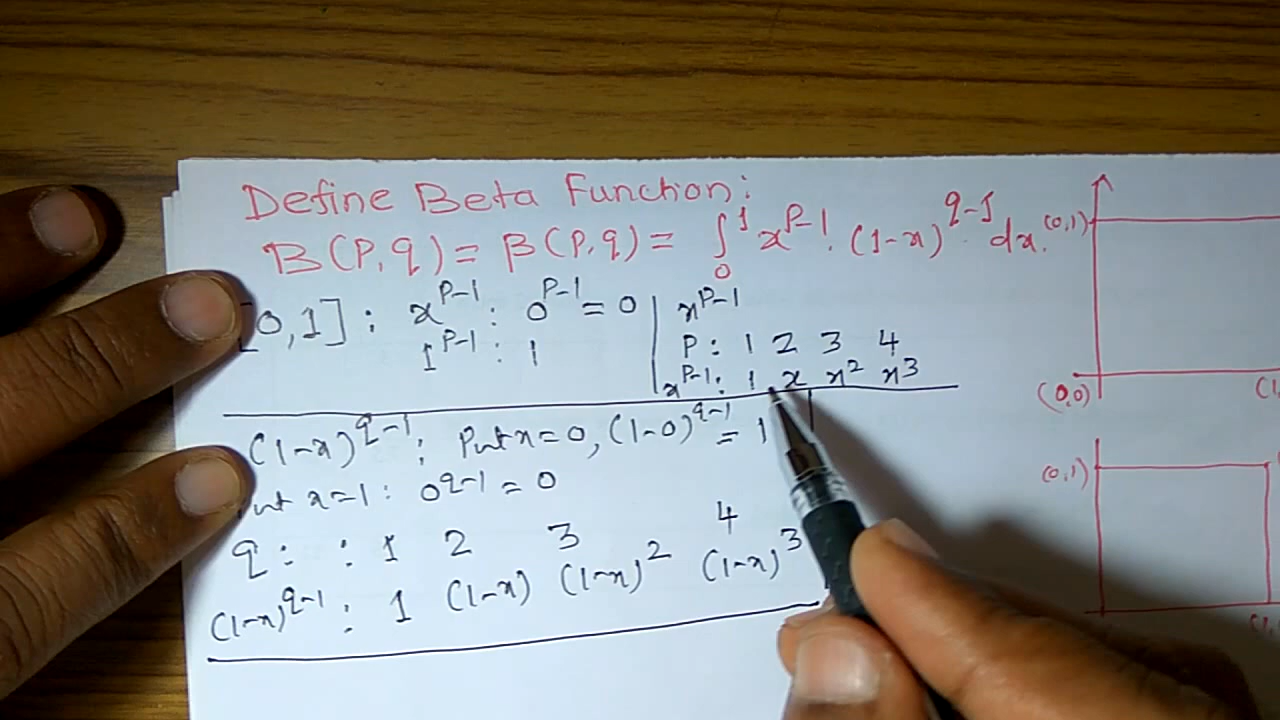 Define Beta Function:
B(P,q) = β(P,q) = ∫₀¹ x^{P-1} · (1-x)^{q-1} · dx.
[0,1] : x^{P-1} : 0^{P-1} = 0
1^{P-1} : 1
x^{P-1}
P : 1 2 3 4
x^{P-1} : 1 x x² x³
(1-x)^{q-1} : Put x=0, (1-0)^{q-1} = 1
x=1 : 0^{q-1} = 0
q : : 1 2 3 4
(1-x)^{q-1} : 1 (1-x) (1-x)² (1-x)³
(0,1)
(0,0)
(0,1)